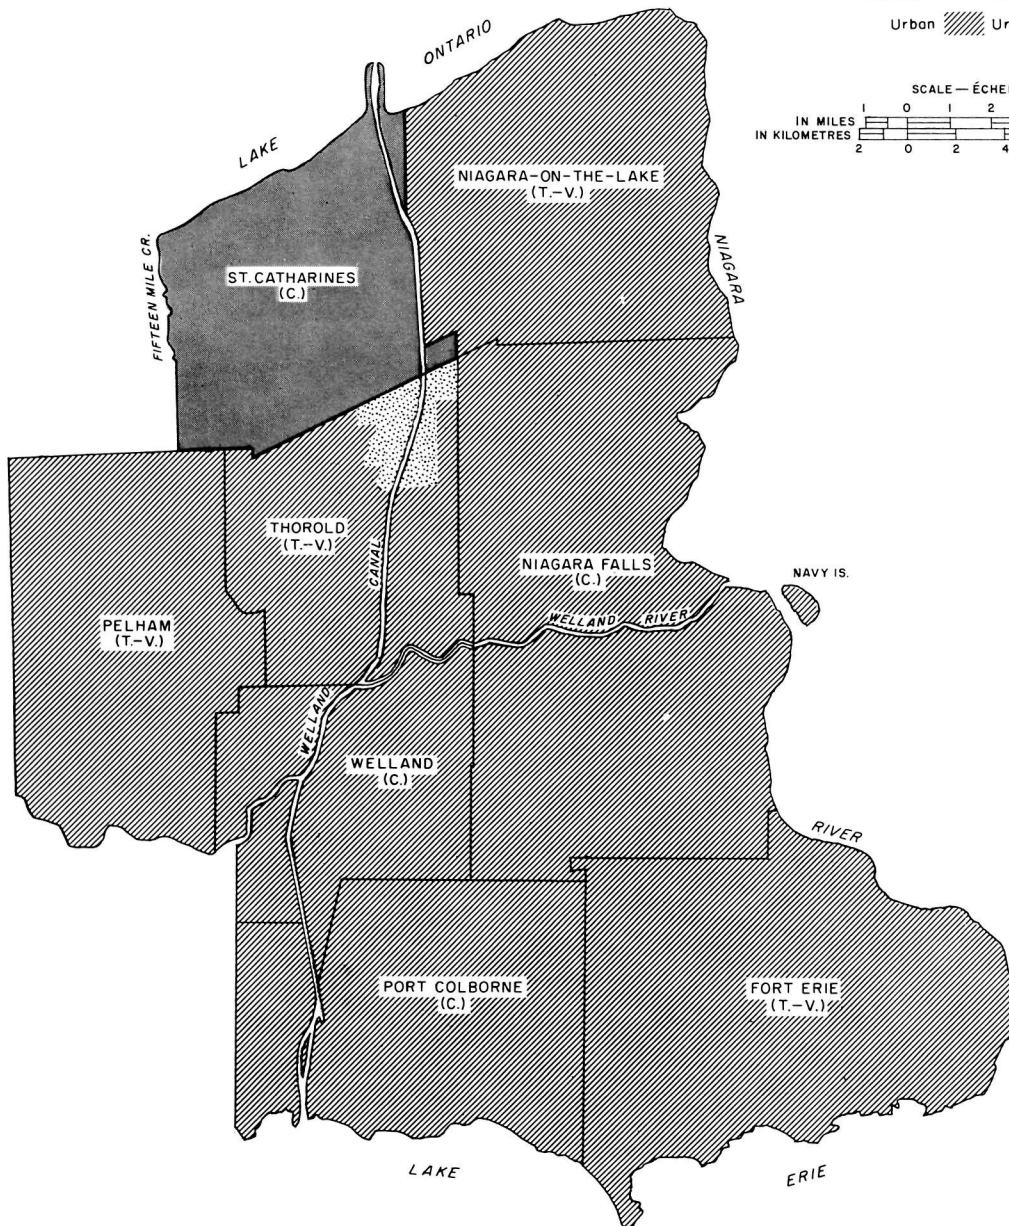 Urban
ONTARIO
SCALE — ÉCHE
1 0 1 2
IN MILES
IN KILOMETRES
2 0 2 4
LAKE
NIAGARA-ON-THE-LAKE
(T.-V.)
NIAGARA
FIFTEEN MILE CR.
ST. CATHARINES
(C.)
THOROLD
(T.-V.)
CANAL
NIAGARA FALLS
(C.)
NAVY IS.
WELLAND RIVER
PELHAM
(T.-V.)
WELLAND
WELLAND
(C.)
RIVER
PORT COLBORNE
(C.)
FORT ERIE
(T.-V.)
LAKE
ERIE